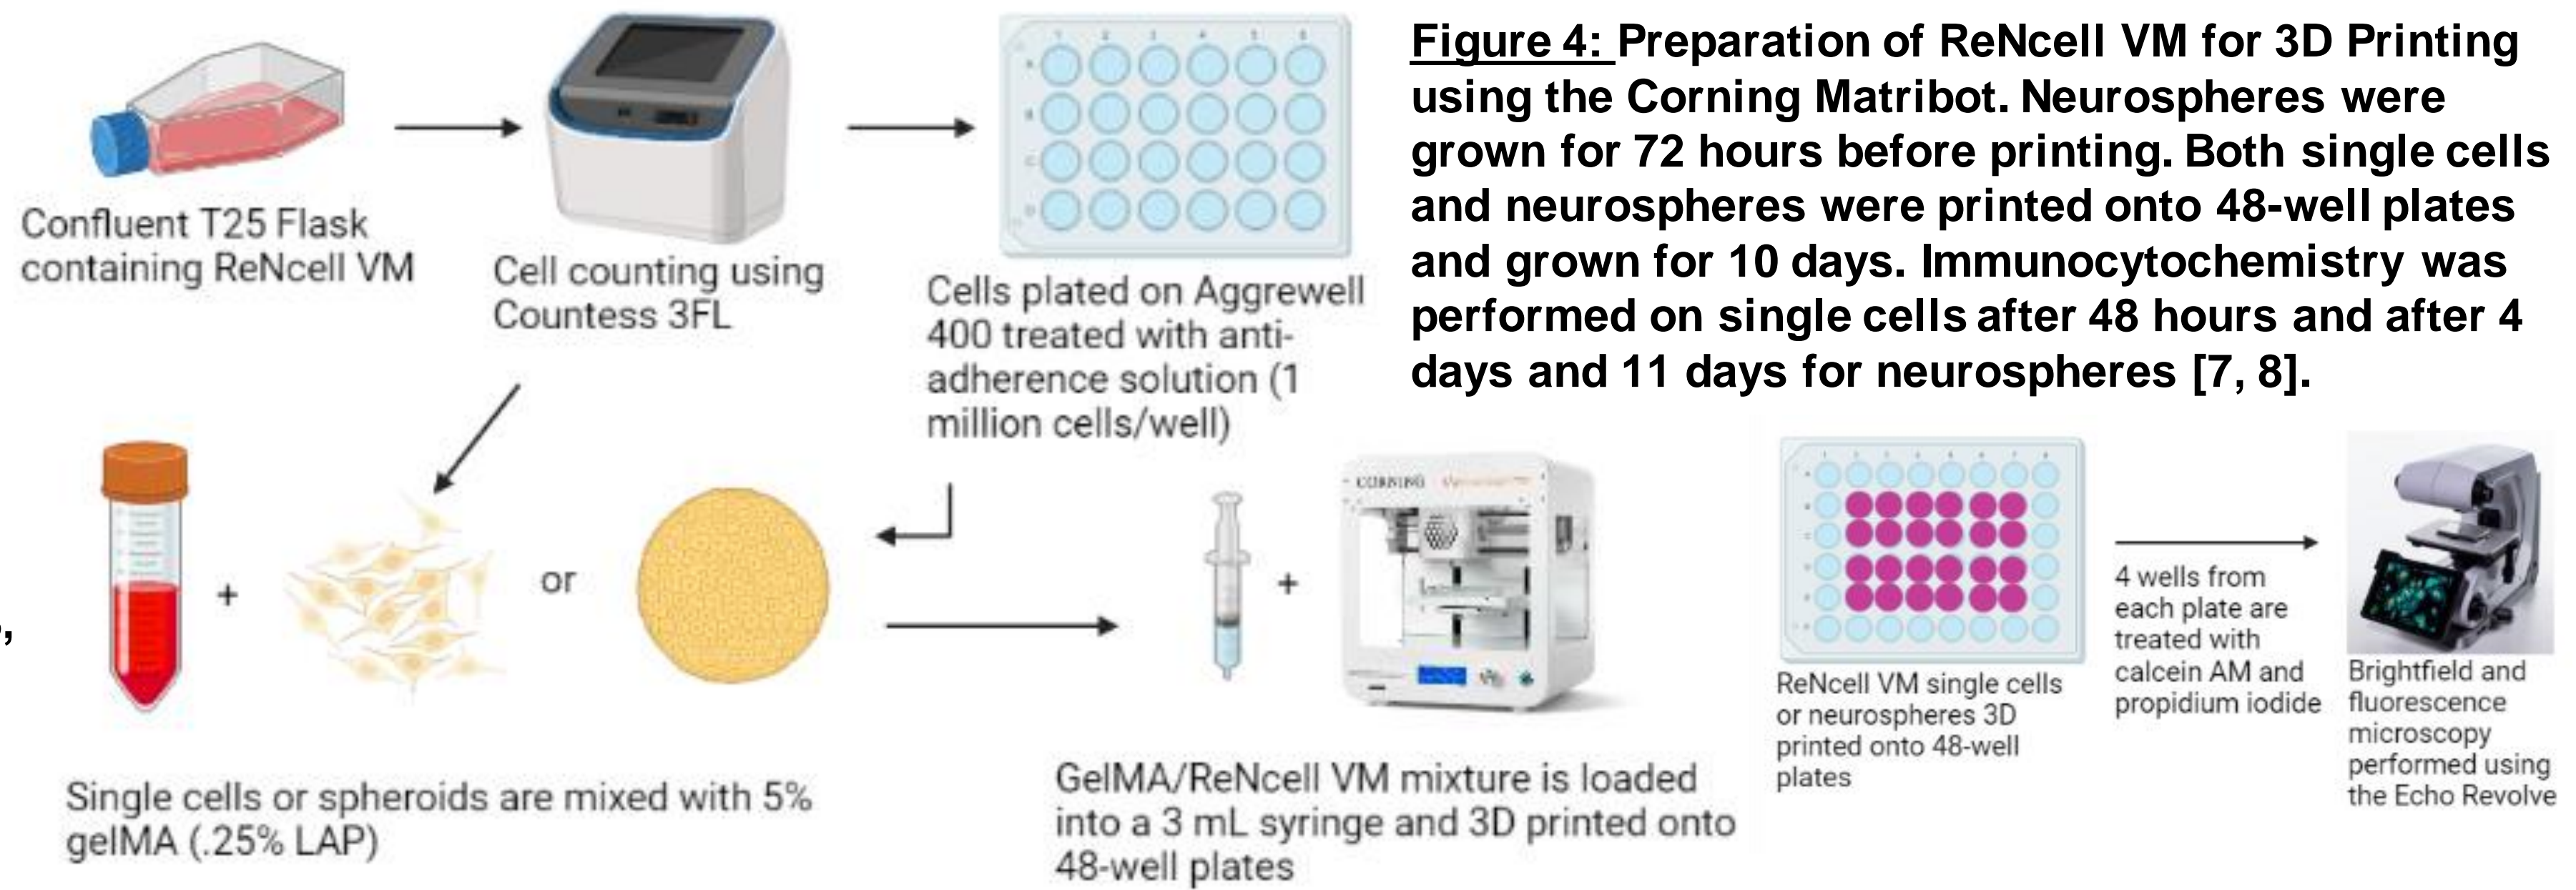 Figure 4: Preparation of ReNcell VM for 3D Printing
using the Corning Matribot. Neurospheres were
grown for 72 hours before printing. Both single cells
and neurospheres were printed onto 48-well plates
and grown for 10 days. Immunocytochemistry was
performed on single cells after 48 hours and after 4
days and 11 days for neurospheres [7, 8].
Confluent T25 Flask
containing ReNcell VM
Cell counting using
Countess 3FL
1 2 3 4 5 6
A
B
C
D
Cells plated on Aggrewell
400 treated with anti-
adherence solution (1
million cells/well)
+
or
Single cells or spheroids are mixed with 5%
gelMA (.25% LAP)
+
CORNING
GelMA/ReNcell VM mixture is loaded
into a 3 mL syringe and 3D printed onto
48-well plates
ReNcell VM single cells
or neurospheres 3D
printed onto 48-well
plates
4 wells from
each plate are
treated with
calcein AM and
propidium iodide
Brightfield and
fluorescence
microscopy
performed using
the Echo Revolve